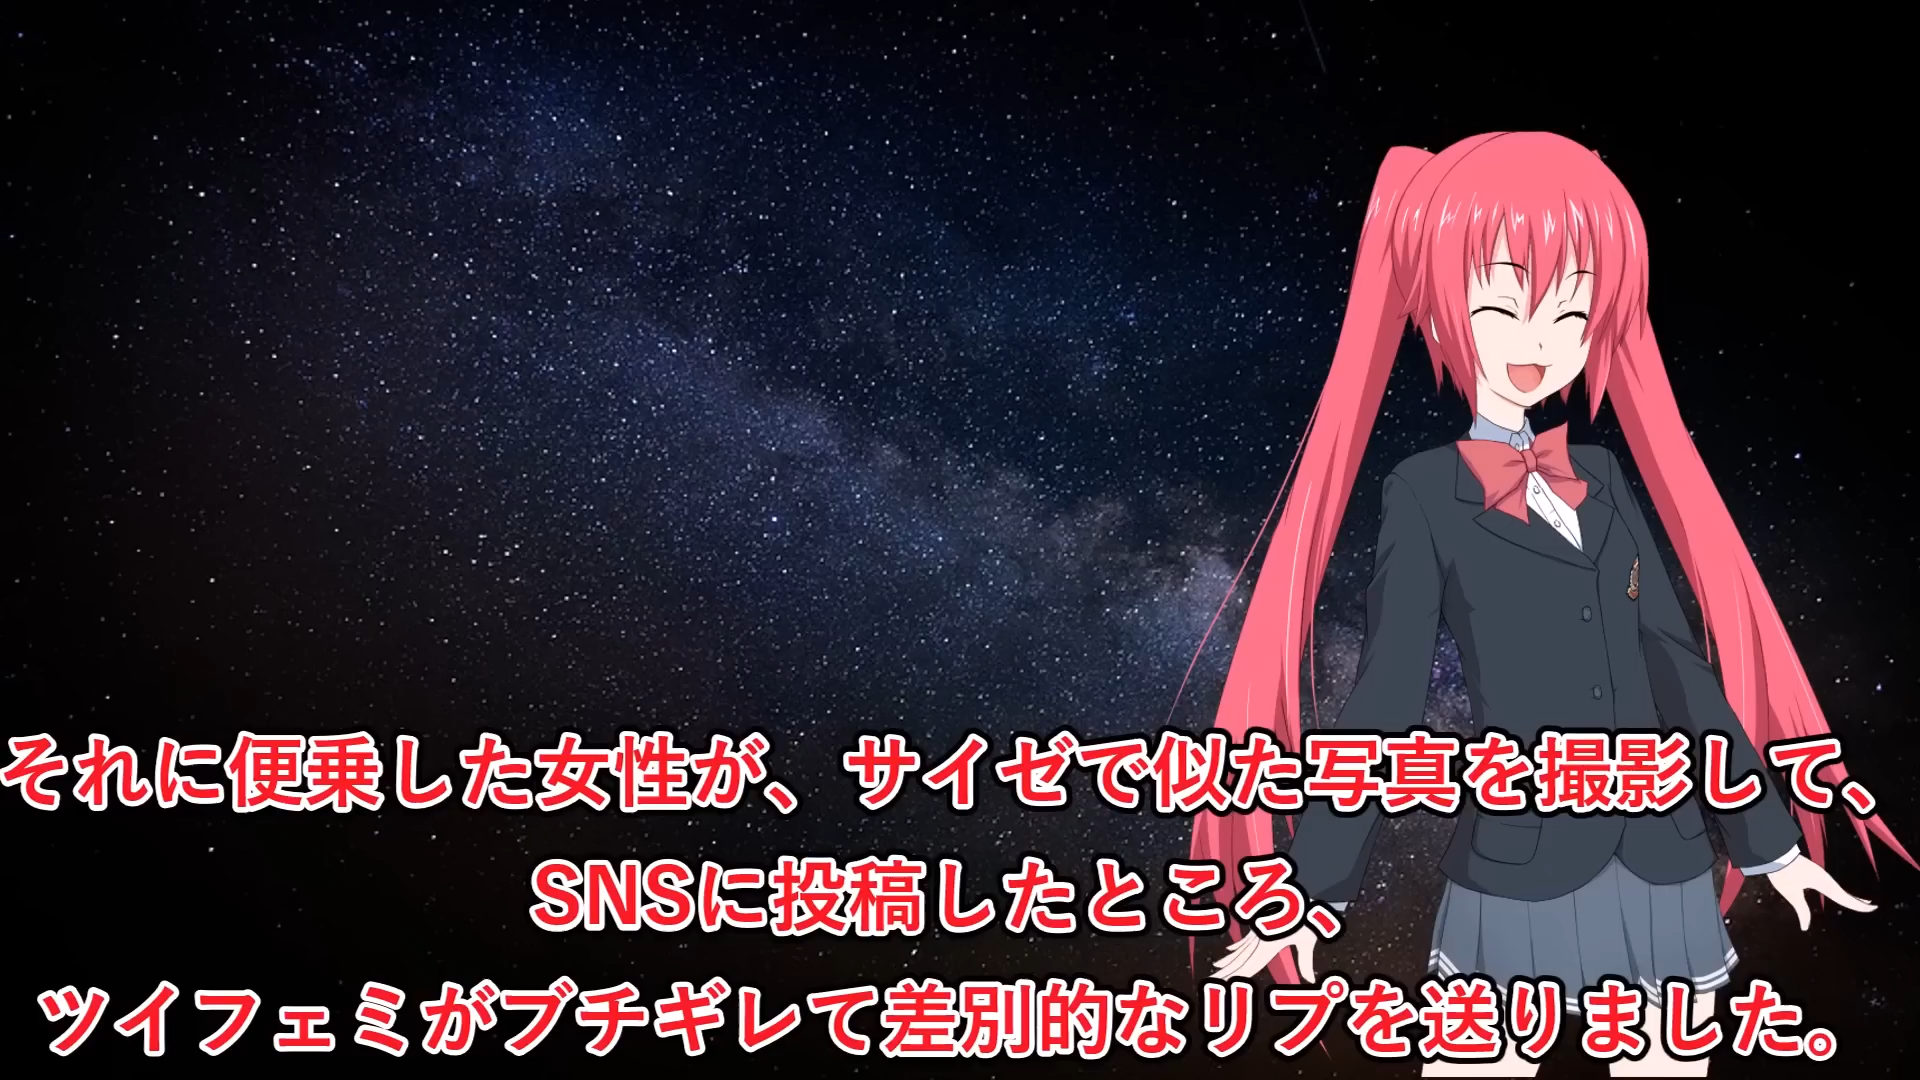 それに便乗した女性が、サイゼで似た写真を撮影して、
SNSに投稿したところ、
ツイフェミがブチギレて差別的なリプを送りました。